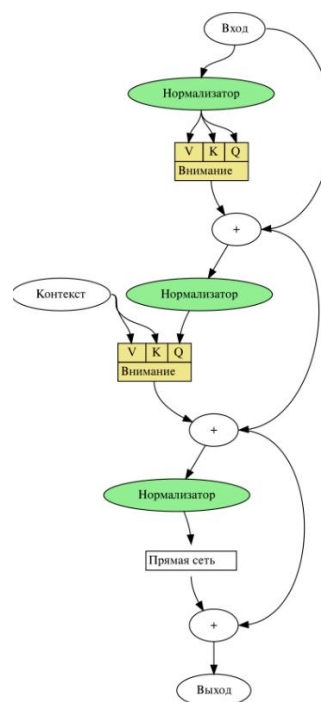 Вход
Нормализатор
V K Q
Внимание
+
Контекст
Нормализатор
V K Q
Внимание
+
Нормализатор
Прямая сеть
+
Выход